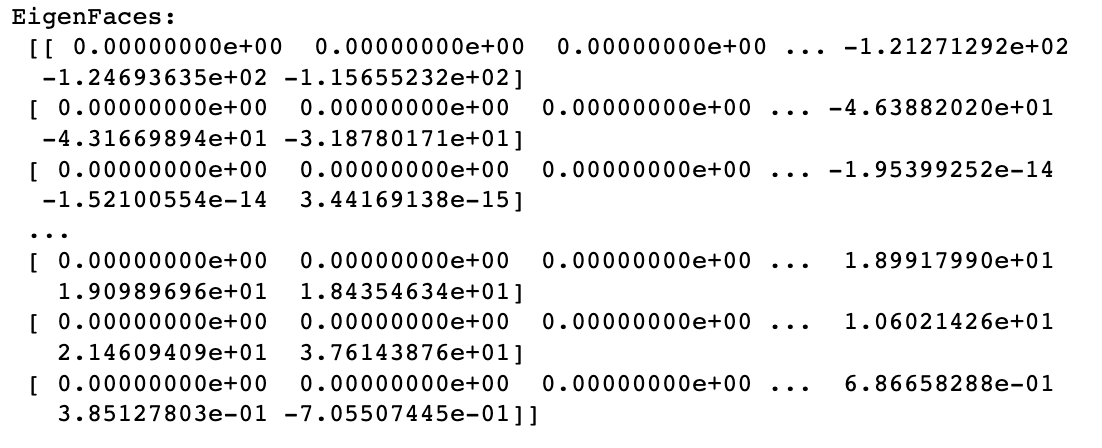 EigenFaces:
[[ 0.00000000e+00 0.00000000e+00 0.00000000e+00 ... -1.21271292e+02
-1.24693635e+02 -1.15655232e+02]
[ 0.00000000e+00 0.00000000e+00 0.00000000e+00 ... -4.63882020e+01
-4.31669894e+01 -3.18780171e+01]
[ 0.00000000e+00 0.00000000e+00 0.00000000e+00 ... -1.95399252e-14
-1.52100554e-14 3.44169138e-15]
...
[ 0.00000000e+00 0.00000000e+00 0.00000000e+00 ... 1.89917990e+01
1.90989696e+01 1.84354634e+01]
[ 0.00000000e+00 0.00000000e+00 0.00000000e+00 ... 1.06021426e+01
2.14609409e+01 3.76143876e+01]
[ 0.00000000e+00 0.00000000e+00 0.00000000e+00 ... 6.86658288e-01
3.85127803e-01 -7.05507445e-01]]